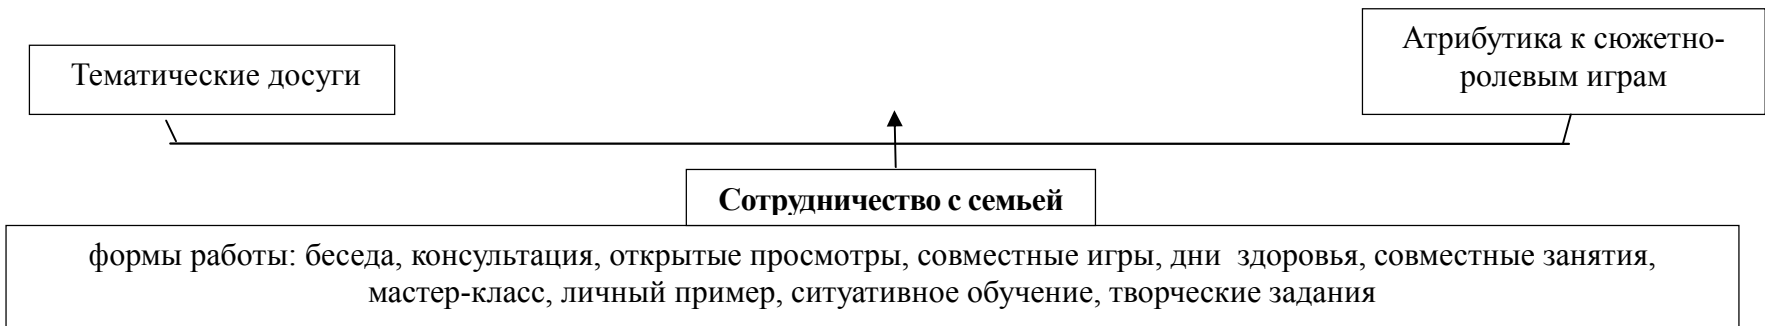 Тематические досуги
Атрибутика к сюжетно-
ролевым играм
Сотрудничество с семьей
формы работы: беседа, консультация, открытые просмотры, совместные игры, дни  здоровья, совместные занятия,
мастер-класс, личный пример, ситуативное обучение, творческие задания